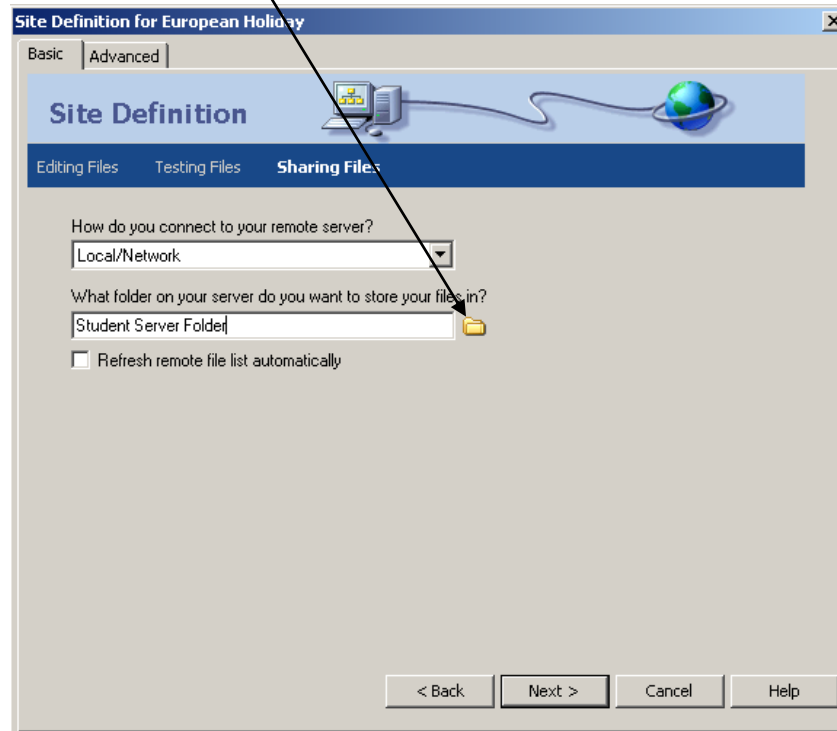 Site Definition for European Holiday
Basic Advanced
Site Definition
Editing Files Testing Files Sharing Files
How do you connect to your remote server?
Local/Network
What folder on your server do you want to store your files in?
Student Server Folder
Refresh remote file list automatically
< Back Next > Cancel Help